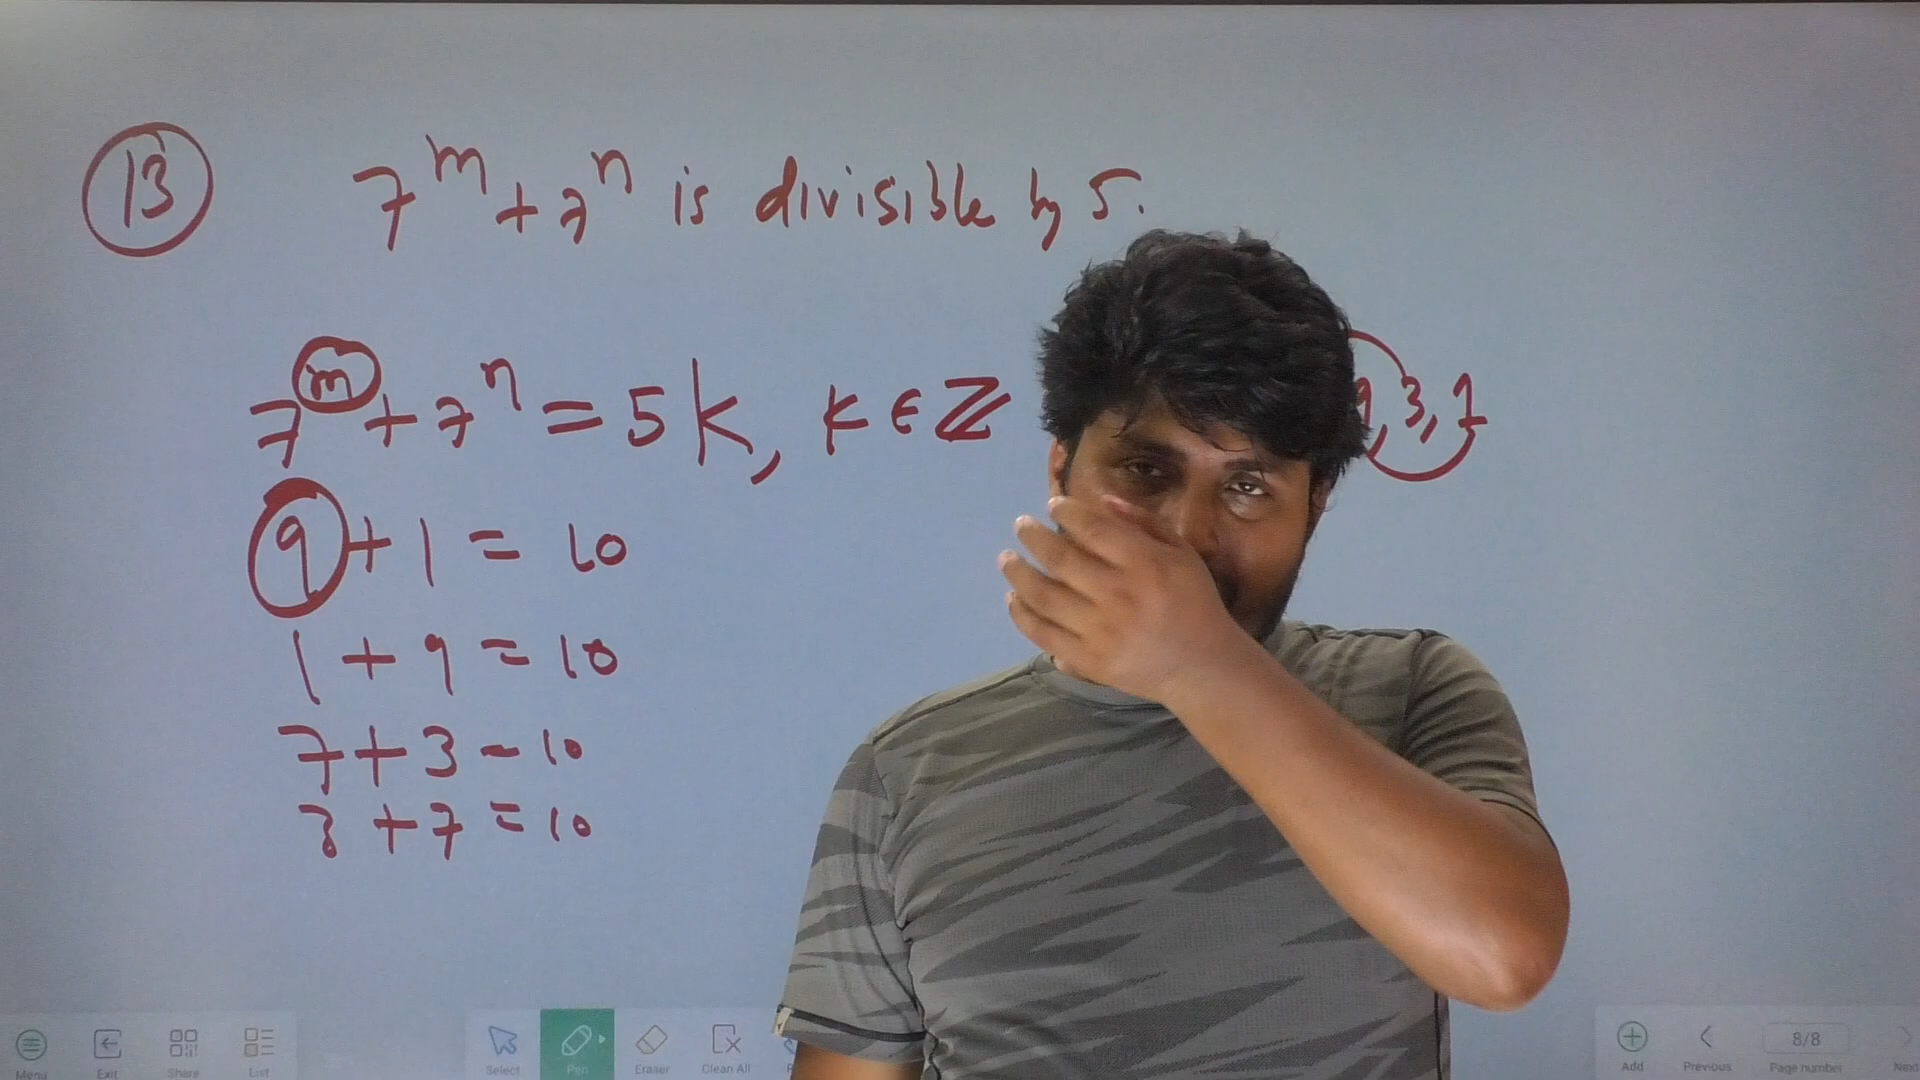 13
7^m + 7^n is divisible by 5.
7^m + 7^n = 5k, k ∈ ℤ
9, 3, 7
9 + 1 = 10
1 + 9 = 10
7 + 3 = 10
3 + 7 = 10
Menu Exit Share List Select Pen Eraser Clean All Add Previous 8/8 Page number Next